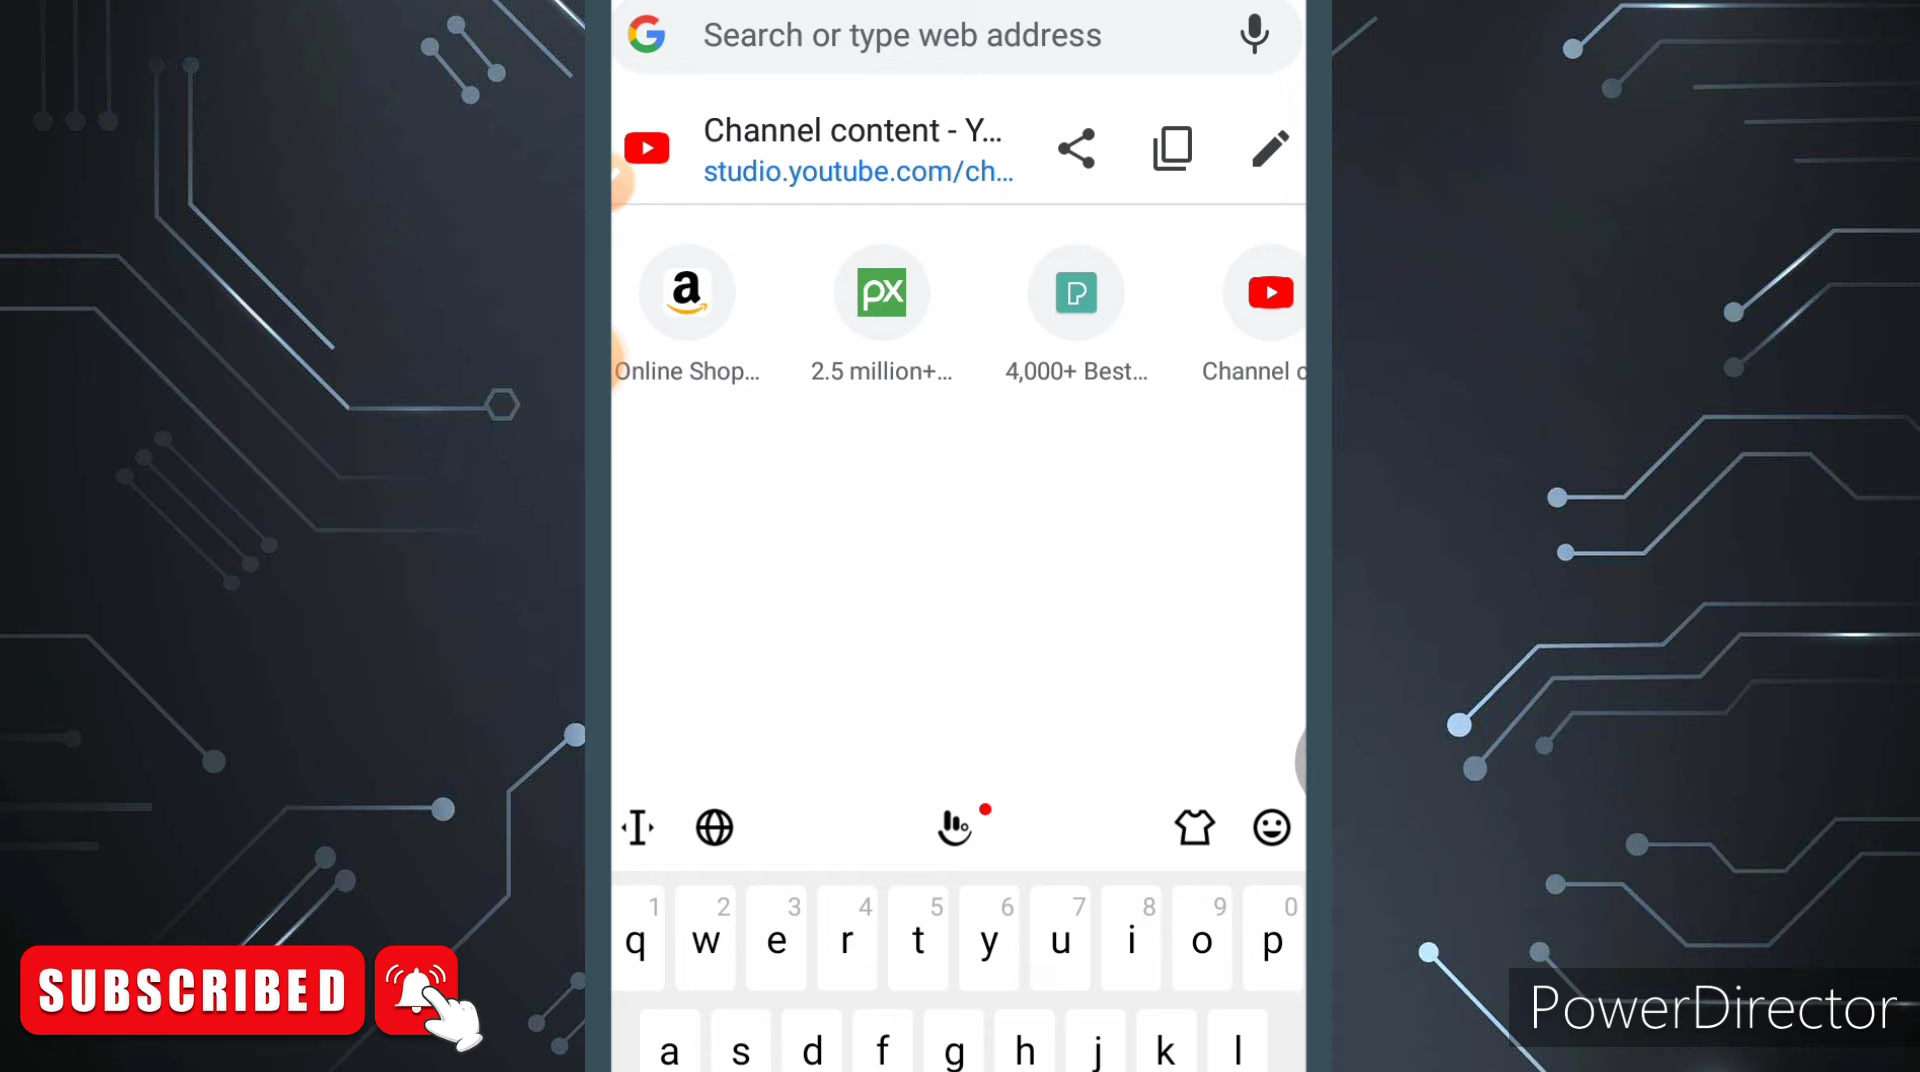 Search or type web address
Channel content - Y...
studio.youtube.com/ch...
a
px
P
Online Shop...
2.5 million+...
4,000+ Best...
Channel c
1 2 3 4 5 6 7 8 9 0
q w e r t y u i o p
a s d f g h j k l
SUBSCRIBED
PowerDirector